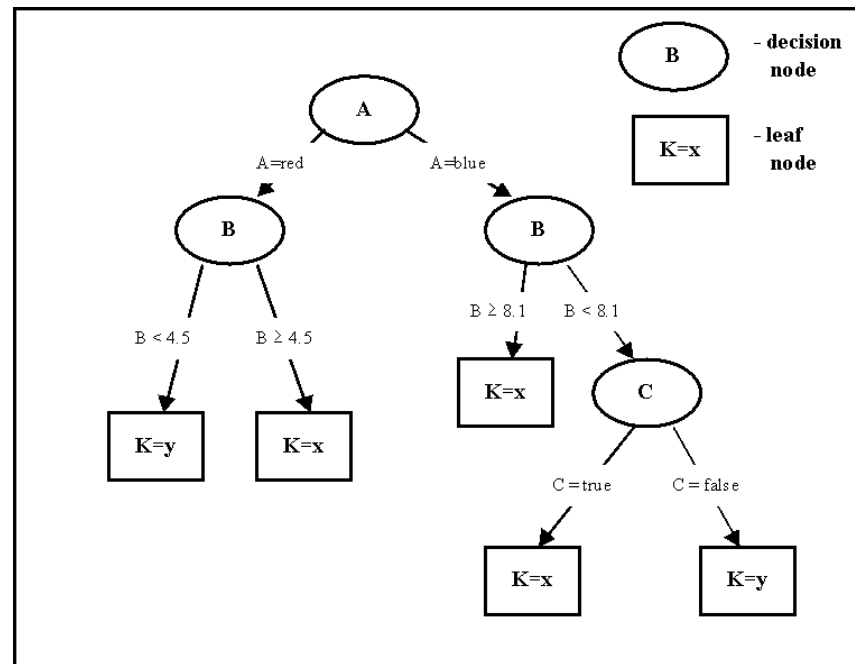 B
- decision
node
A
K=x
- leaf
node
A=red
A=blue
B
B
B < 4.5
B ≥ 4.5
B ≥ 8.1
B < 8.1
K=y
K=x
K=x
C
C =true
C = false
K=x
K=y